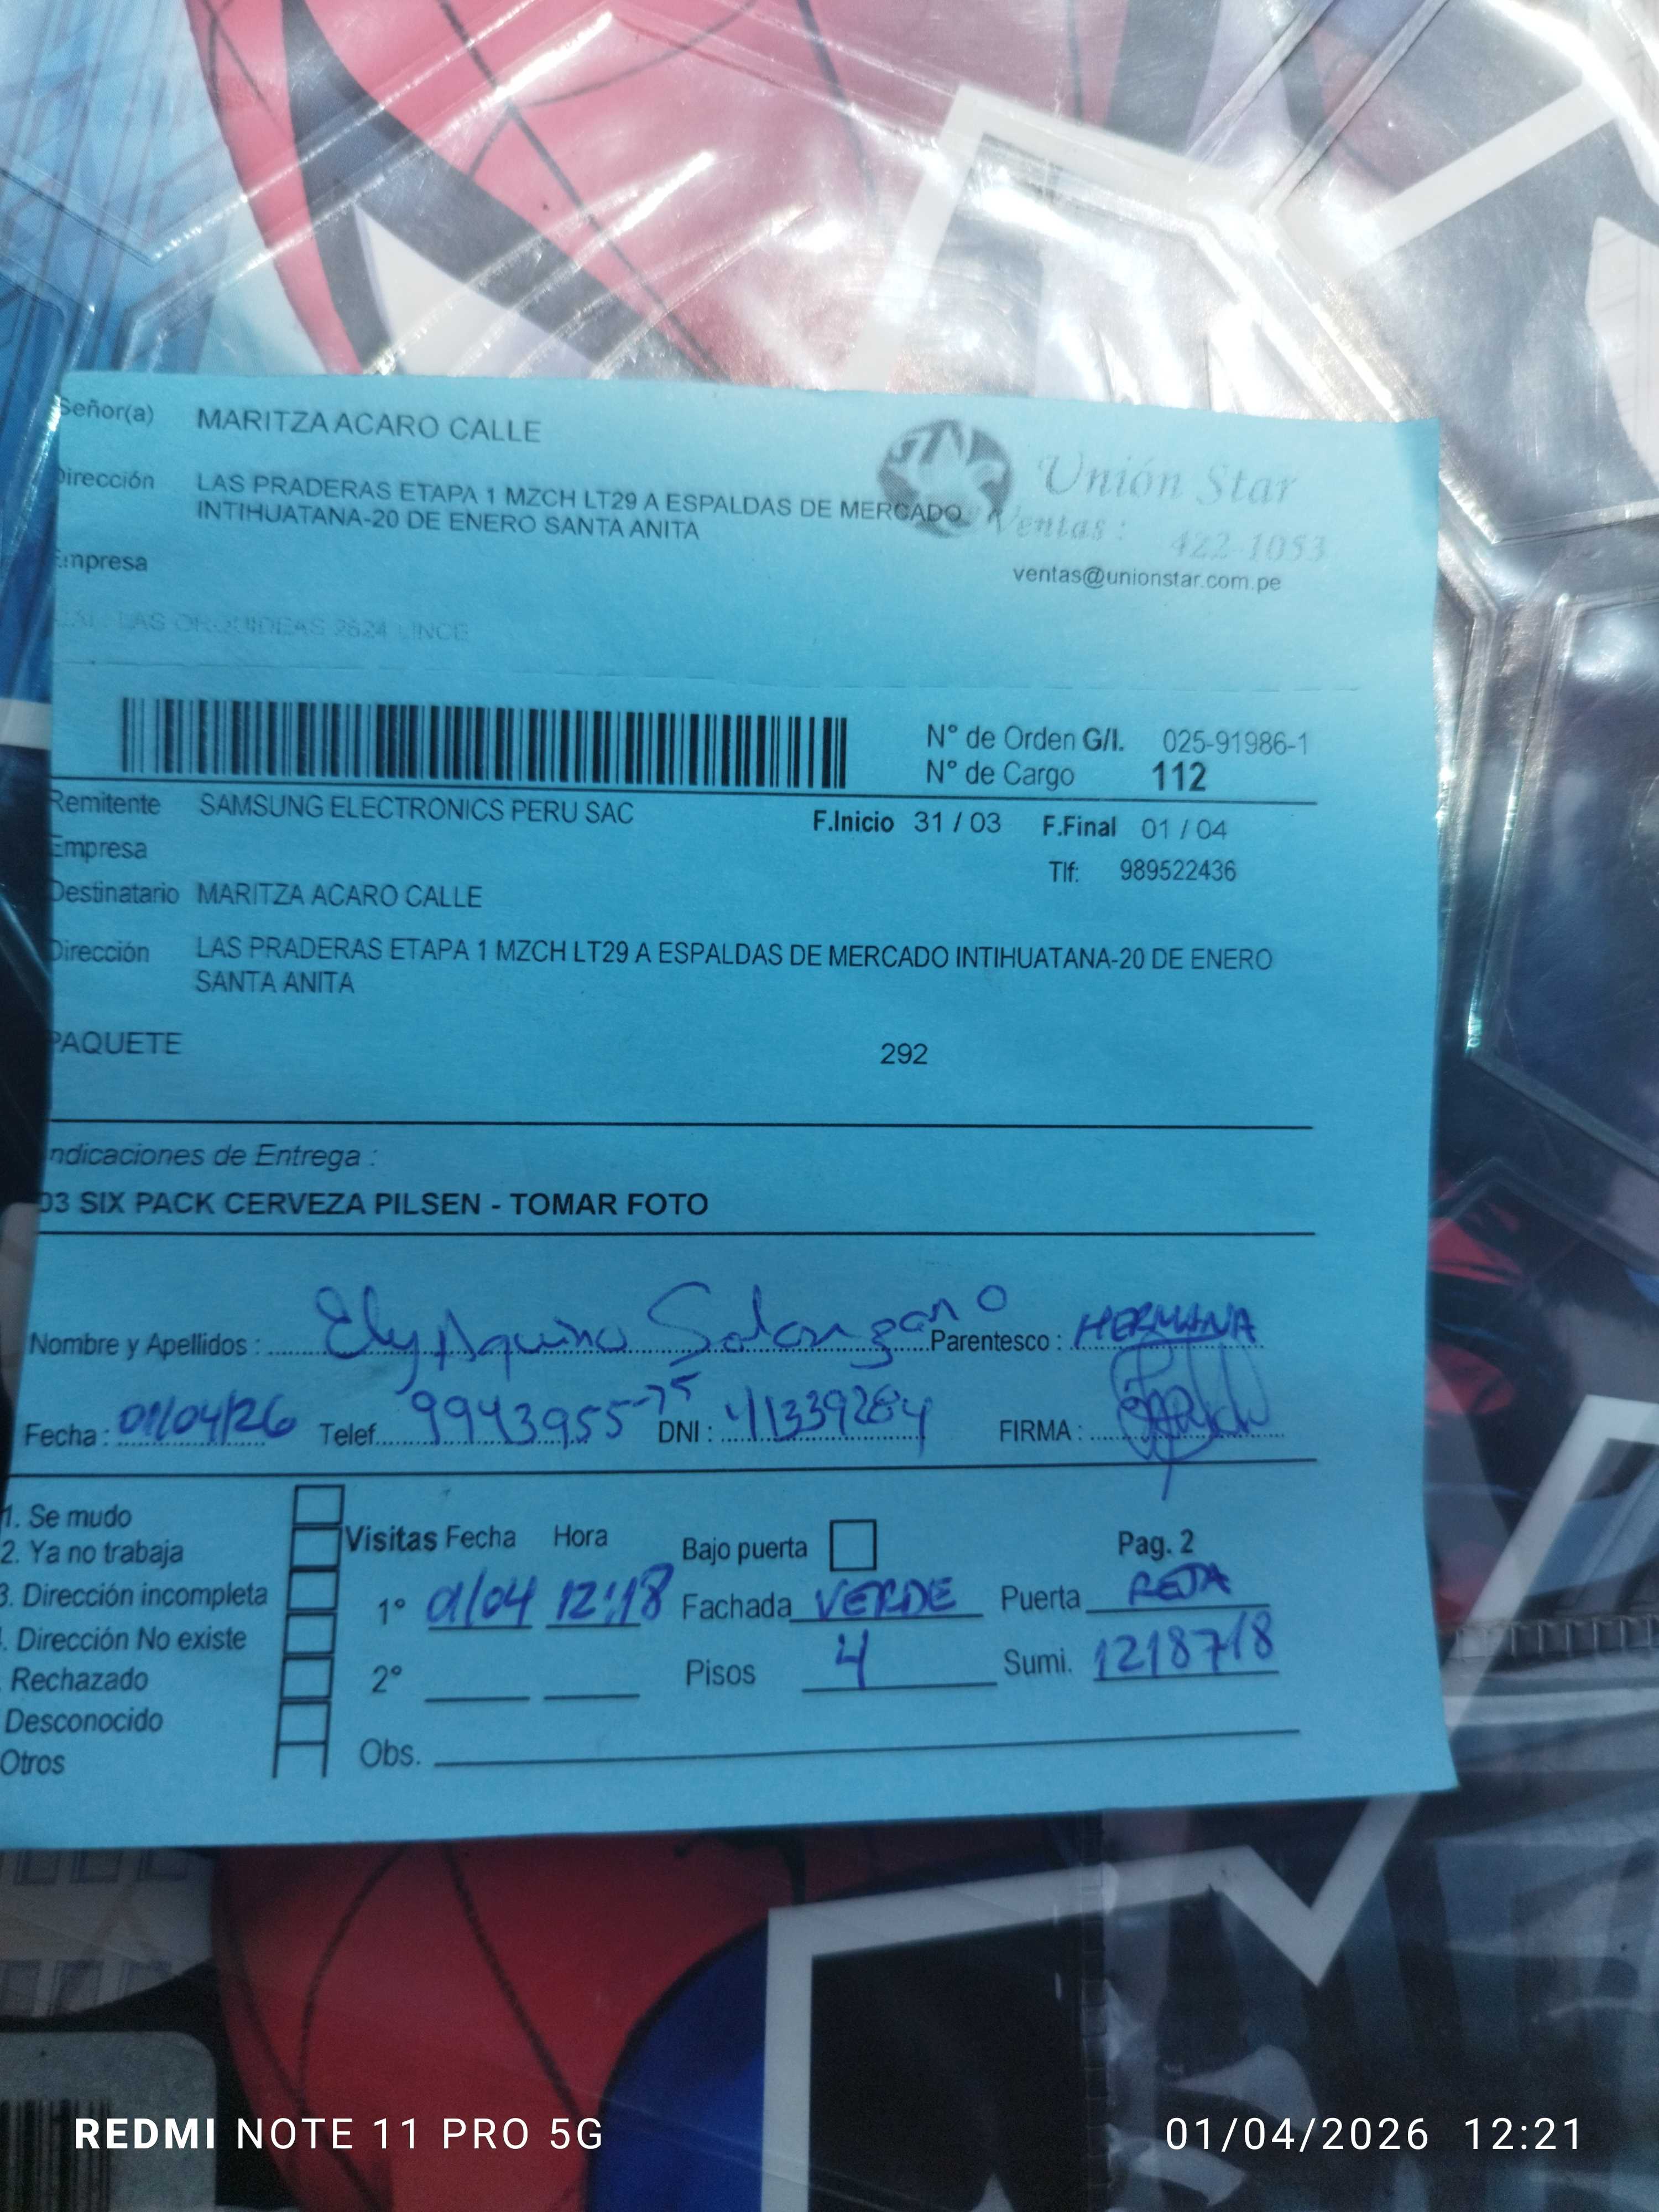 Señor(a) MARITZA ACARO CALLE
Dirección LAS PRADERAS ETAPA 1 MZCH LT29 A ESPALDAS DE MERCADO
INTIHUATANA-20 DE ENERO SANTA ANITA
Unión Star
Ventas : 422-1053
ventas@unionstar.com.pe
Empresa
LAS ORQUIDEAS 2624 LINCE
N° de Orden G/I. 025-91986-1
N° de Cargo 112
Remitente SAMSUNG ELECTRONICS PERU SAC F.Inicio 31 / 03 F.Final 01 / 04
Empresa Tlf: 989522436
Destinatario MARITZA ACARO CALLE
Dirección LAS PRADERAS ETAPA 1 MZCH LT29 A ESPALDAS DE MERCADO INTIHUATANA-20 DE ENERO
SANTA ANITA
PAQUETE 292
ndicaciones de Entrega :
03 SIX PACK CERVEZA PILSEN - TOMAR FOTO
Nombre y Apellidos : Ely Aquino Solorzano Parentesco : HERMANA
Fecha : 01/04/26 Telef. 9943955-75 DNI : 41339284 FIRMA :
1. Se mudo
2. Ya no trabaja
3. Dirección incompleta
. Dirección No existe
. Rechazado
Desconocido
Otros
Visitas Fecha Hora Bajo puerta Pag. 2
1° 01/04 12:18 Fachada VERDE Puerta REJA
2° Pisos 4 Sumi. 1218718
Obs.
REDMI NOTE 11 PRO 5G 01/04/2026 12:21